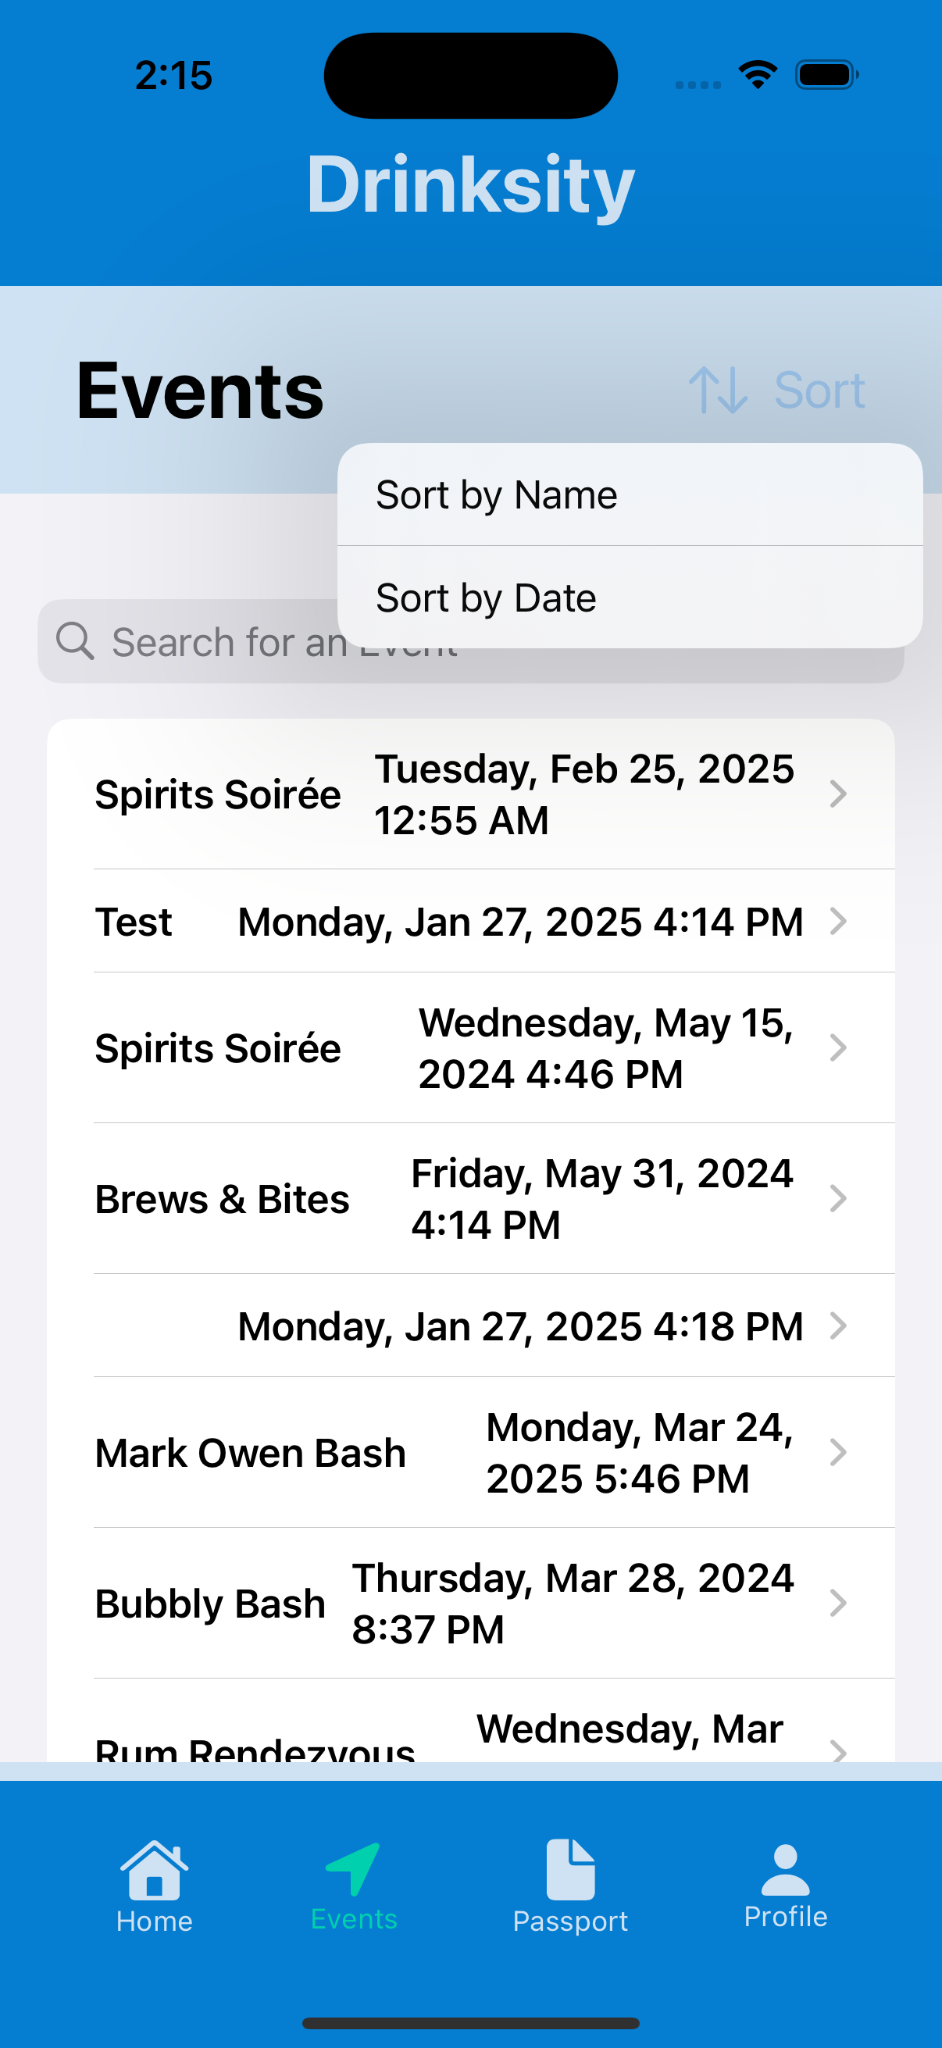 2:15
Drinksity
Events
Sort
Sort by Name
Sort by Date
Search for an Event
Spirits Soirée
Tuesday, Feb 25, 2025
12:55 AM
Test
Monday, Jan 27, 2025 4:14 PM
Spirits Soirée
Wednesday, May 15,
2024 4:46 PM
Brews & Bites
Friday, May 31, 2024
4:14 PM
Monday, Jan 27, 2025 4:18 PM
Mark Owen Bash
Monday, Mar 24,
2025 5:46 PM
Bubbly Bash
Thursday, Mar 28, 2024
8:37 PM
Rum Rendezvous
Wednesday, Mar
Home
Events
Passport
Profile